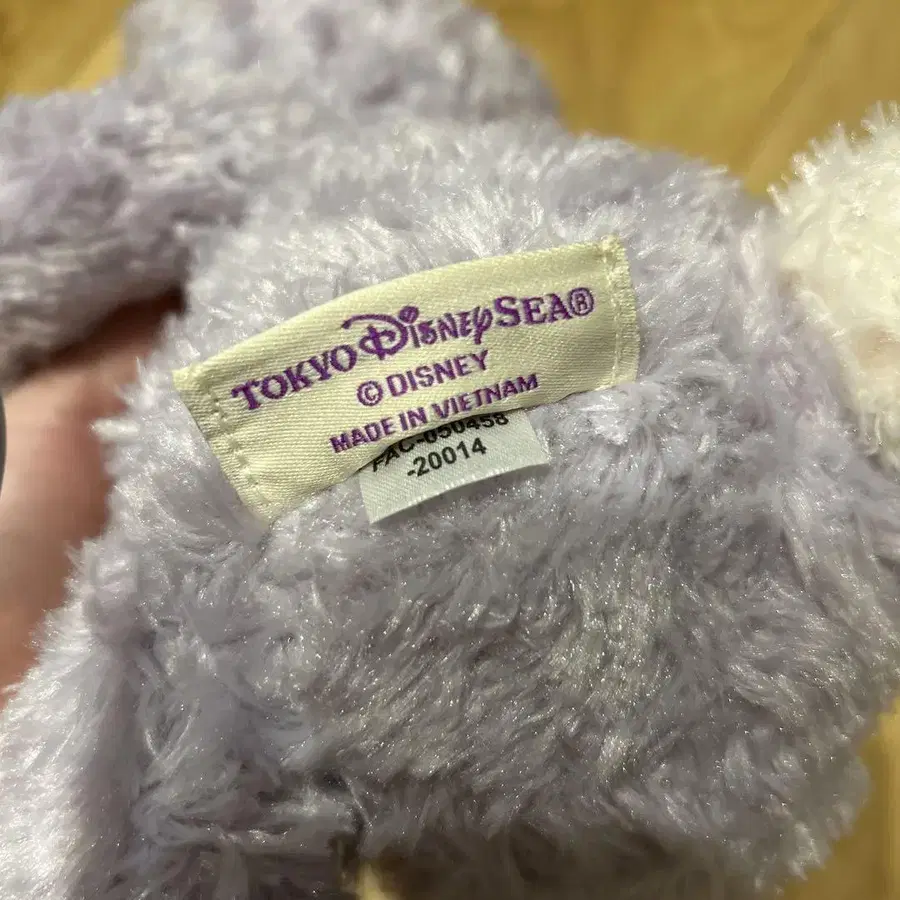 TOKYO DISNEYSEA®
© DISNEY
MADE IN VIETNAM
FAC-050458
-20014